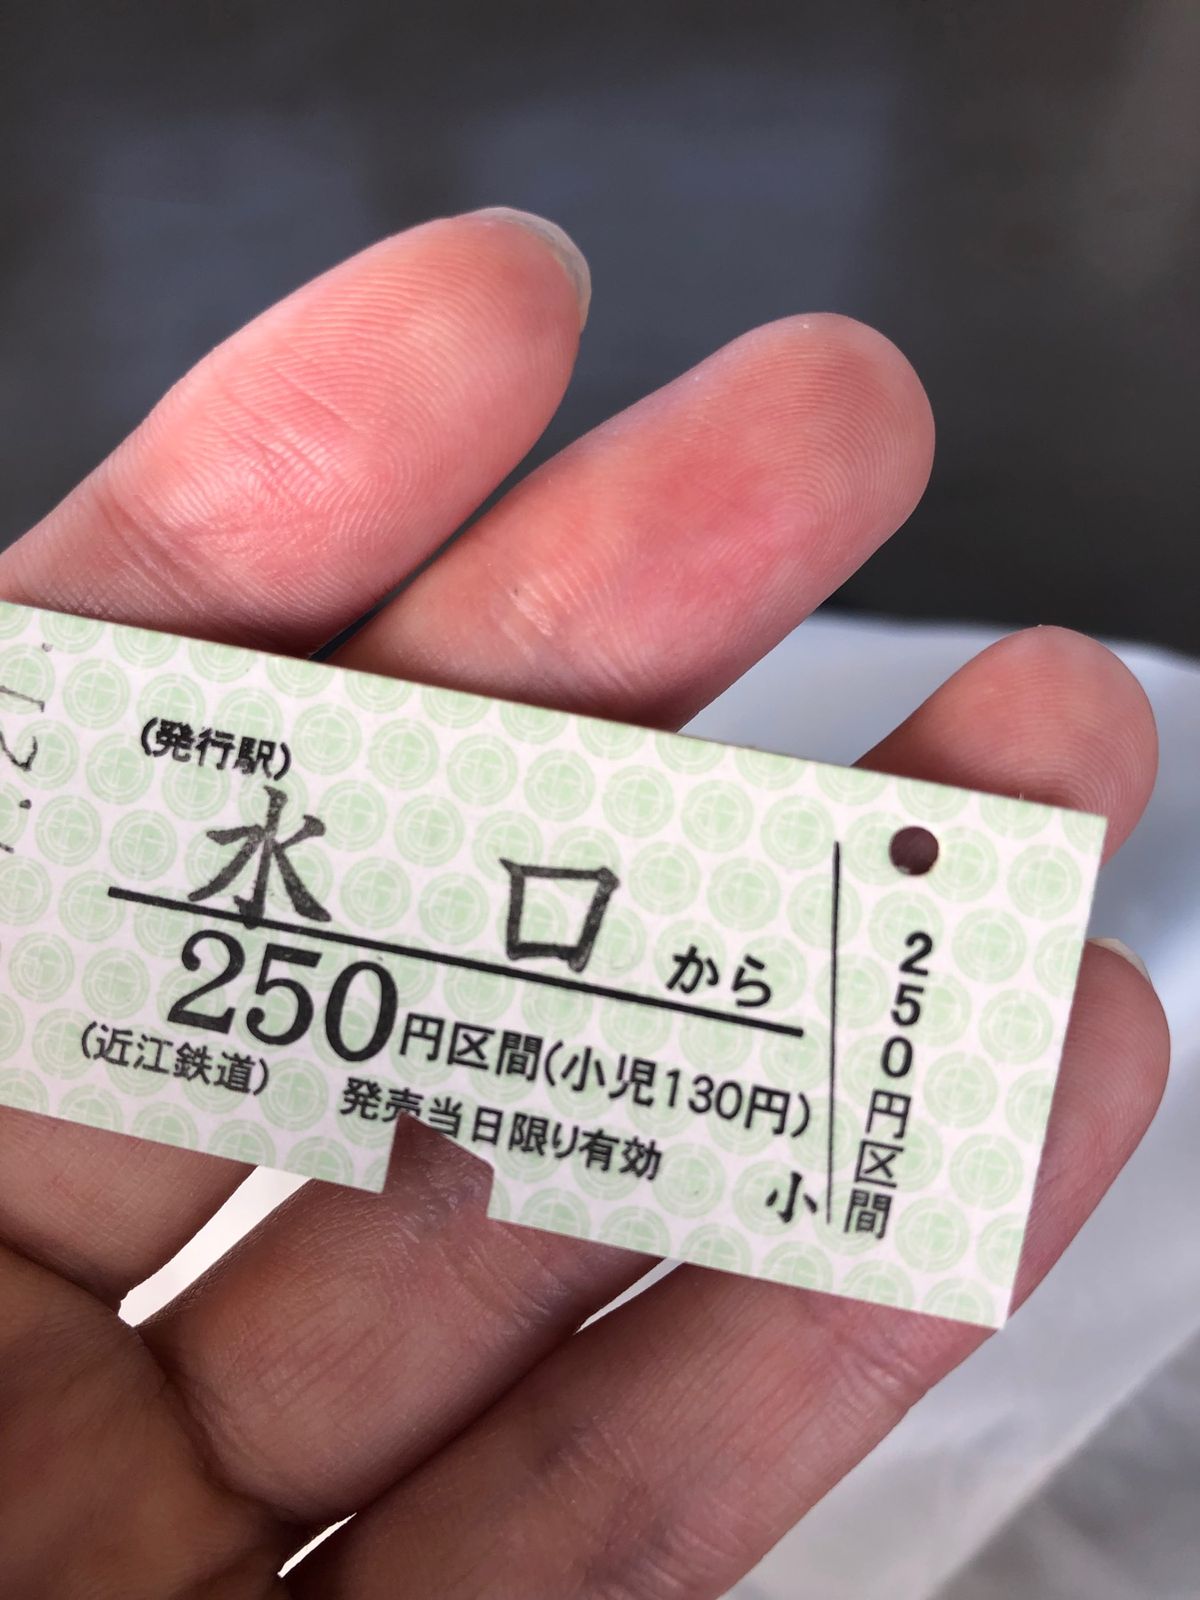 (発行駅)
水口から
250円区間(小児130円)
(近江鉄道) 発売当日限り有効
小
250円区間
.21.